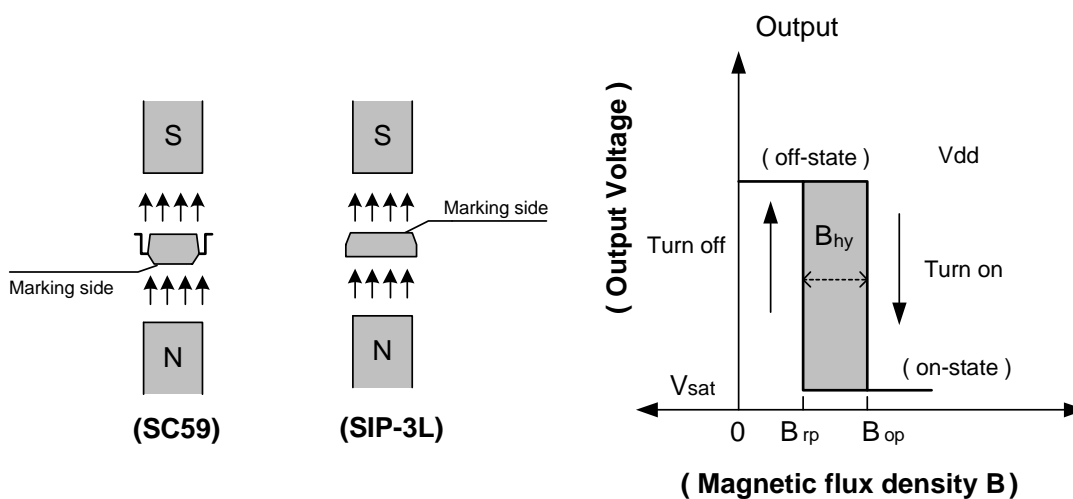 S
S
Marking side
Marking side
N
N
(SC59)
(SIP-3L)
Output
( Output Voltage )
( off-state )
Vdd
Turn off
Bhy
Turn on
( on-state )
Vsat
0
B rp
B op
( Magnetic flux density B )